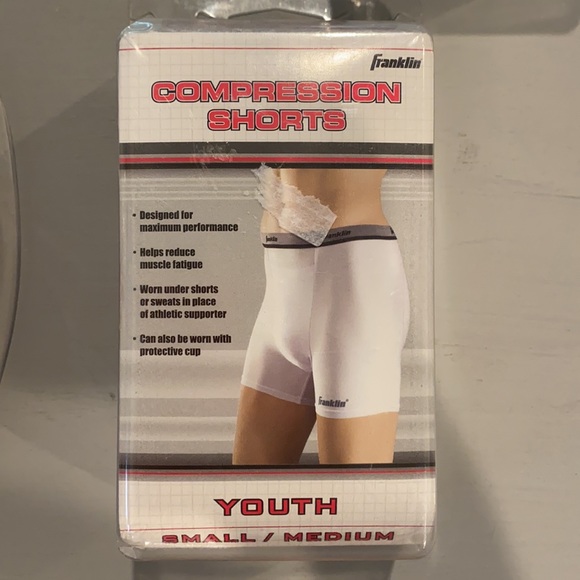 Franklin
COMPRESSION
SHORTS
• Designed for
maximum performance
• Helps reduce
muscle fatigue
• Worn under shorts
or sweats in place
of athletic supporter
• Can also be worn with
protective cup
Franklin
Franklin
YOUTH
SMALL / MEDIUM